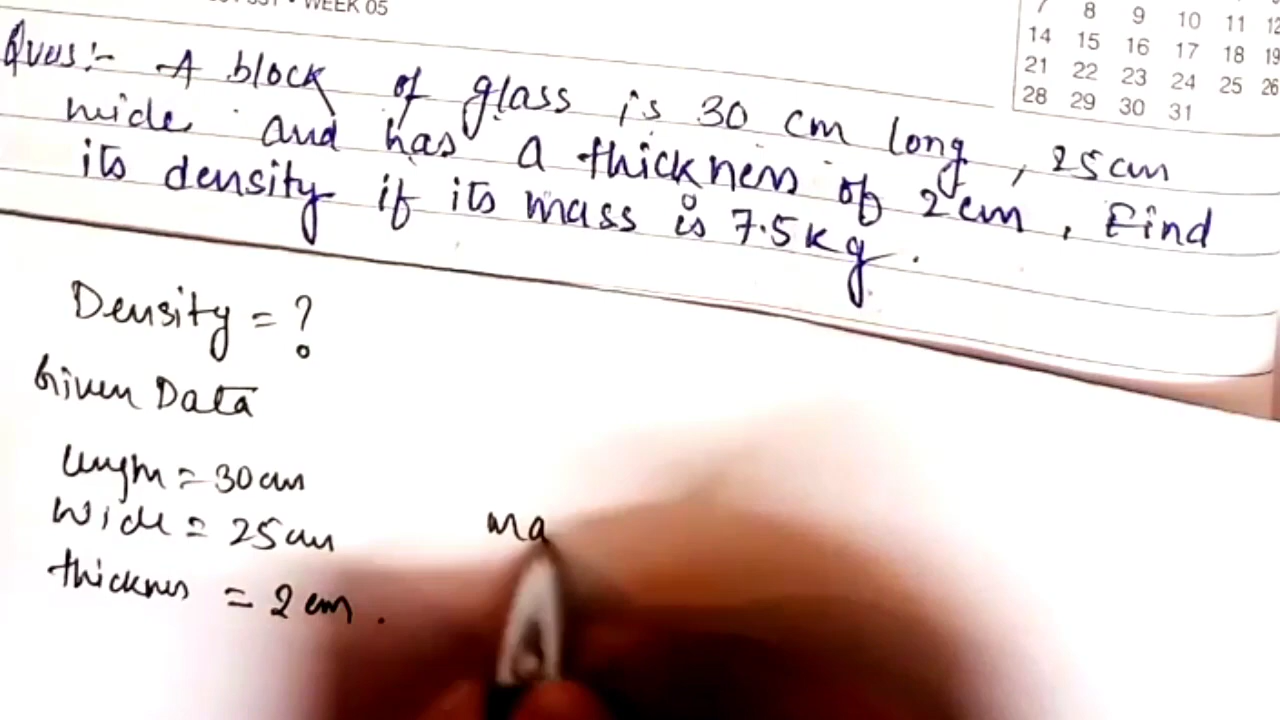 WEEK 05
7 8 9 10 11 12
14 15 16 17 18 19
21 22 23 24 25 26
28 29 30 31
Ques:- A block of glass is 30 cm long, 25cm
wide and has a thickness of 2cm. Find
its density if its mass is 7.5kg.
Density = ?
Given Data
length = 30cm
Wide = 25cm
thicknes = 2cm.
ma